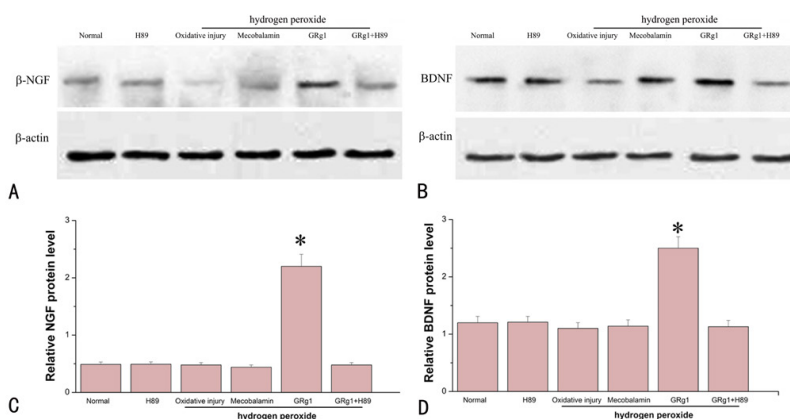 hydrogen peroxide
Normal H89 Oxidative injury Mecobalamin GRg1 GRg1+H89
β-NGF
β-actin
A
hydrogen peroxide
Normal H89 Oxidative injury Mecobalamin GRg1 GRg1+H89
BDNF
β-actin
B
Relative NGF protein level
3
2
1
0
*
Normal H89 Oxidative injury Mecobalamin GRg1 GRg1+H89
hydrogen peroxide
C
Relative BDNF protein level
3
2
1
0
*
Normal H89 Oxidative injury Mecobalamin GRg1 GRg1+H89
hydrogen peroxide
D